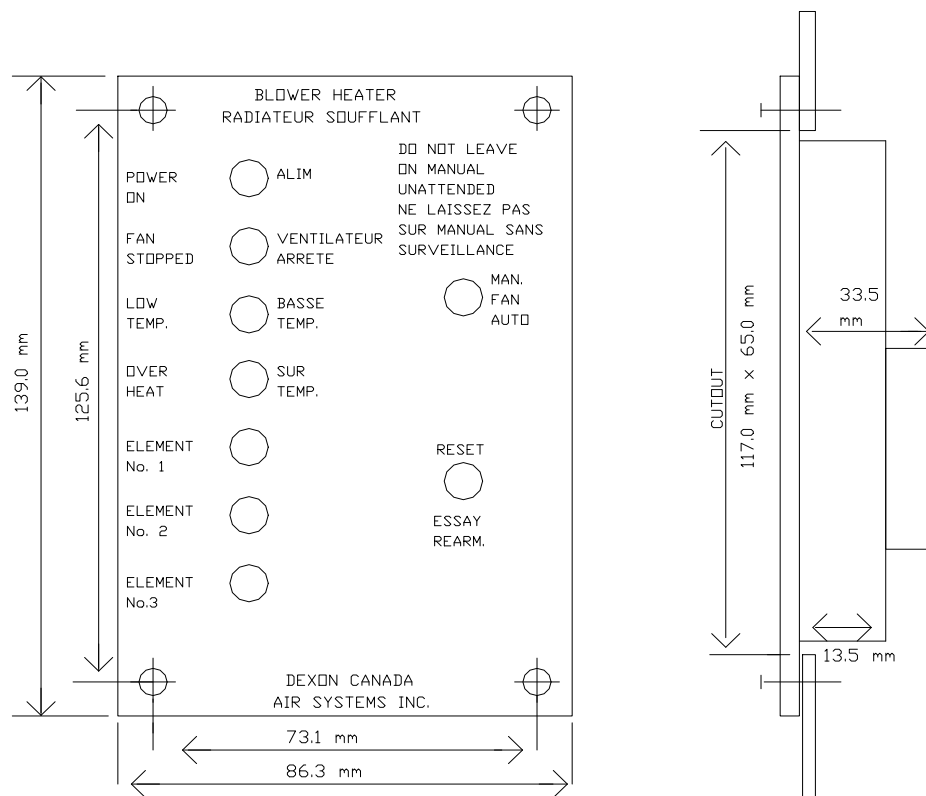 BLOWER HEATER
RADIATEUR SOUFFLANT
DO NOT LEAVE
ON MANUAL
UNATTENDED
NE LAISSEZ PAS
SUR MANUAL SANS
SURVEILLANCE
POWER
ON
ALIM
FAN
STOPPED
VENTILATEUR
ARRETE
LOW
TEMP.
BASSE
TEMP.
OVER
HEAT
SUR
TEMP.
ELEMENT
No. 1
ELEMENT
No. 2
ELEMENT
No.3
MAN.
FAN
AUTO
RESET
ESSAY
REARM.
DEXON CANADA
AIR SYSTEMS INC.
139.0 mm
125.6 mm
73.1 mm
86.3 mm
CUTOUT
117.0 mm x 65.0 mm
33.5
mm
13.5 mm